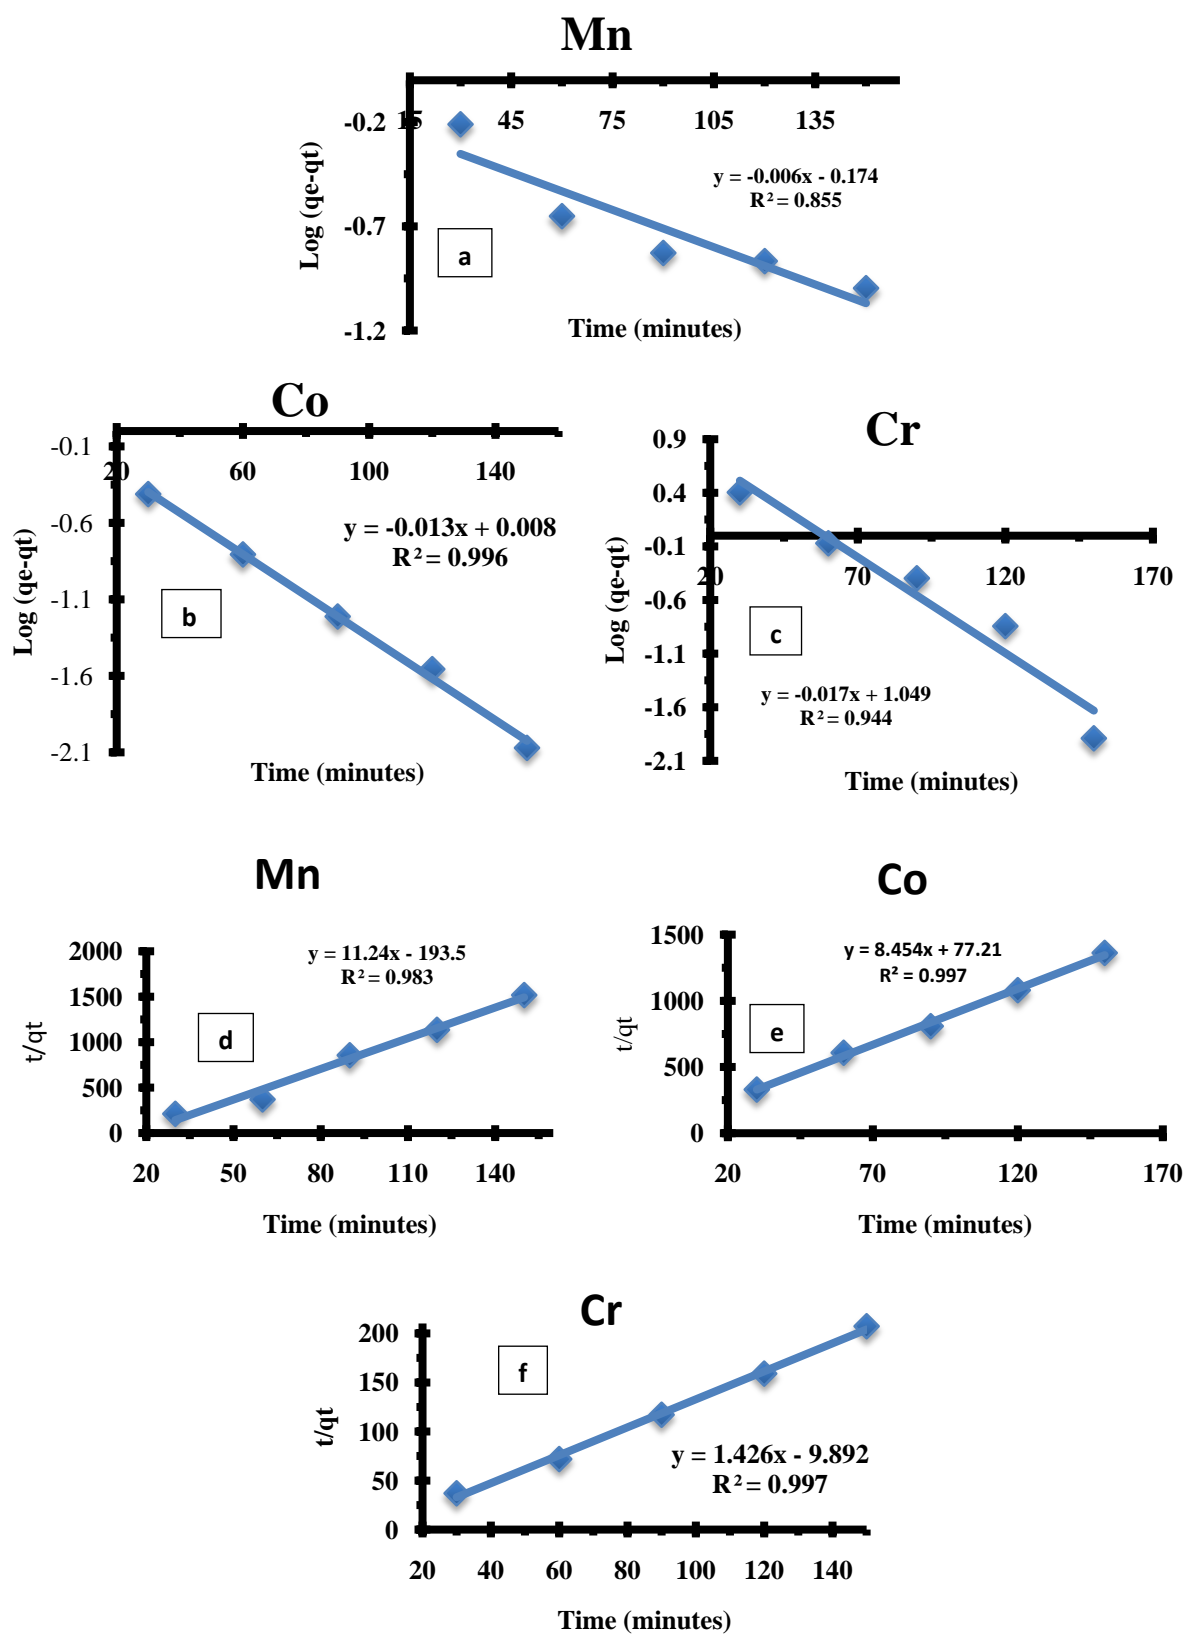 Mn
-0.2
15 45 75 105 135
-0.7
-1.2
Log (qe-qt)
y = -0.006x - 0.174
R² = 0.855
a
Time (minutes)
Co
-0.1
20 60 100 140
-0.6
-1.1
-1.6
-2.1
Log (qe-qt)
y = -0.013x + 0.008
R² = 0.996
b
Time (minutes)
Cr
0.9
0.4
-0.1
20 70 120 170
-0.6
-1.1
-1.6
-2.1
Log (qe-qt)
c
y = -0.017x + 1.049
R² = 0.944
Time (minutes)
Mn
2000
1500
1000
500
0
t/qt
y = 11.24x - 193.5
R² = 0.983
d
20 50 80 110 140
Time (minutes)
Co
1500
1000
500
0
t/qt
y = 8.454x + 77.21
R² = 0.997
e
20 70 120 170
Time (minutes)
Cr
200
150
100
50
0
t/qt
f
y = 1.426x - 9.892
R² = 0.997
20 40 60 80 100 120 140
Time (minutes)